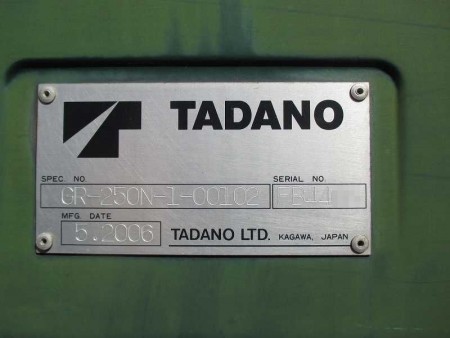 TADANO
SPEC. NO. SERIAL NO.
GR-250N-1-00102
MFG. DATE
5.2006 TADANO LTD. KAGAWA, JAPAN